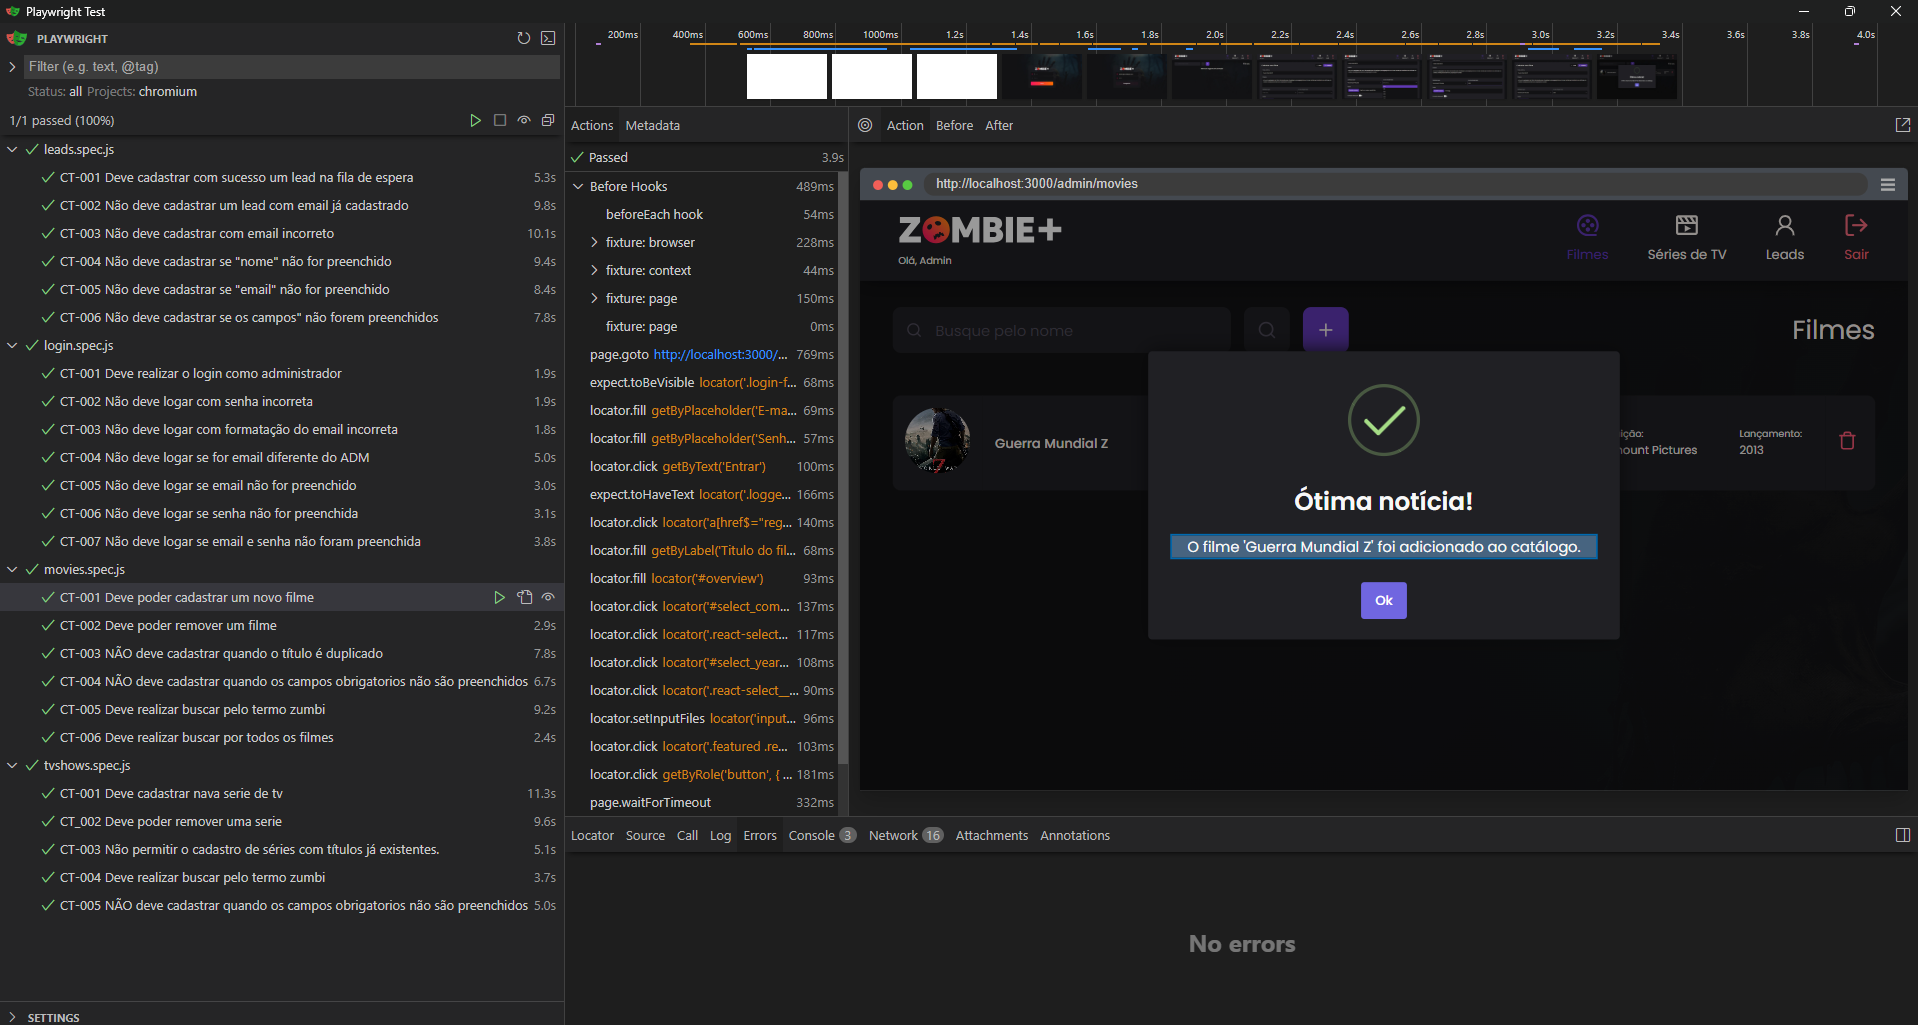 Playwright Test
PLAYWRIGHT
Filter (e.g. text, @tag)
Status: all Projects: chromium
1/1 passed (100%)
leads.spec.js
CT-001 Deve cadastrar com sucesso um lead na fila de espera 5.3s
CT-002 Não deve cadastrar um lead com email já cadastrado 9.8s
CT-003 Não deve cadastrar com email incorreto 10.1s
CT-004 Não deve cadastrar se "nome" não for preenchido 9.4s
CT-005 Não deve cadastrar se "email" não for preenchido 8.4s
CT-006 Não deve cadastrar se os campos" não forem preenchidos 7.8s
login.spec.js
CT-001 Deve realizar o login como administrador 1.9s
CT-002 Não deve logar com senha incorreta 1.9s
CT-003 Não deve logar com formatação do email incorreta 1.8s
CT-004 Não deve logar se for email diferente do ADM 5.0s
CT-005 Não deve logar se email não for preenchido 3.0s
CT-006 Não deve logar se senha não for preenchida 3.1s
CT-007 Não deve logar se email e senha não foram preenchida 3.8s
movies.spec.js
CT-001 Deve poder cadastrar um novo filme
CT-002 Deve poder remover um filme 2.9s
CT-003 NÃO deve cadastrar quando o título é duplicado 7.8s
CT-004 NÃO deve cadastrar quando os campos obrigatorios não são preenchidos 6.7s
CT-005 Deve realizar buscar pelo termo zumbi 9.2s
CT-006 Deve realizar buscar por todos os filmes 2.4s
tvshows.spec.js
CT-001 Deve cadastrar nava serie de tv 11.3s
CT_002 Deve poder remover uma serie 9.6s
CT-003 Não permitir o cadastro de séries com títulos já existentes. 5.1s
CT-004 Deve realizar buscar pelo termo zumbi 3.7s
CT-005 NÃO deve cadastrar quando os campos obrigatorios não são preenchidos 5.0s
SETTINGS
200ms 400ms 600ms 800ms 1000ms 1.2s 1.4s 1.6s 1.8s 2.0s 2.2s 2.4s 2.6s 2.8s 3.0s 3.2s 3.4s 3.6s 3.8s 4.0s
Actions Metadata
Passed 3.9s
Before Hooks 489ms
beforeEach hook 54ms
fixture: browser 228ms
fixture: context 44ms
fixture: page 150ms
fixture: page 0ms
page.goto http://localhost:3000/... 769ms
expect.toBeVisible locator('.login-f... 68ms
locator.fill getByPlaceholder('E-ma... 69ms
locator.fill getByPlaceholder('Senh... 57ms
locator.click getByText('Entrar') 100ms
expect.toHaveText locator('.logge... 166ms
locator.click locator('a[href$="reg... 140ms
locator.fill getByLabel('Titulo do fil... 68ms
locator.fill locator('#overview') 93ms
locator.click locator('#select_com... 137ms
locator.click locator('.react-select... 117ms
locator.click locator('#select_year... 108ms
locator.click locator('.react-select__... 90ms
locator.setInputFiles locator('input... 96ms
locator.click locator('.featured .re... 103ms
locator.click getByRole('button', { ... 181ms
page.waitForTimeout 332ms
Action Before After
http://localhost:3000/admin/movies
ZOMBIE+
Olá, Admin
Filmes Séries de TV Leads Sair
Busque pelo nome
+
Filmes
Guerra Mundial Z
ição:
nount Pictures
Lançamento:
2013
Ótima notícia!
O filme 'Guerra Mundial Z' foi adicionado ao catálogo.
Ok
Locator Source Call Log Errors Console 3 Network 16 Attachments Annotations
No errors